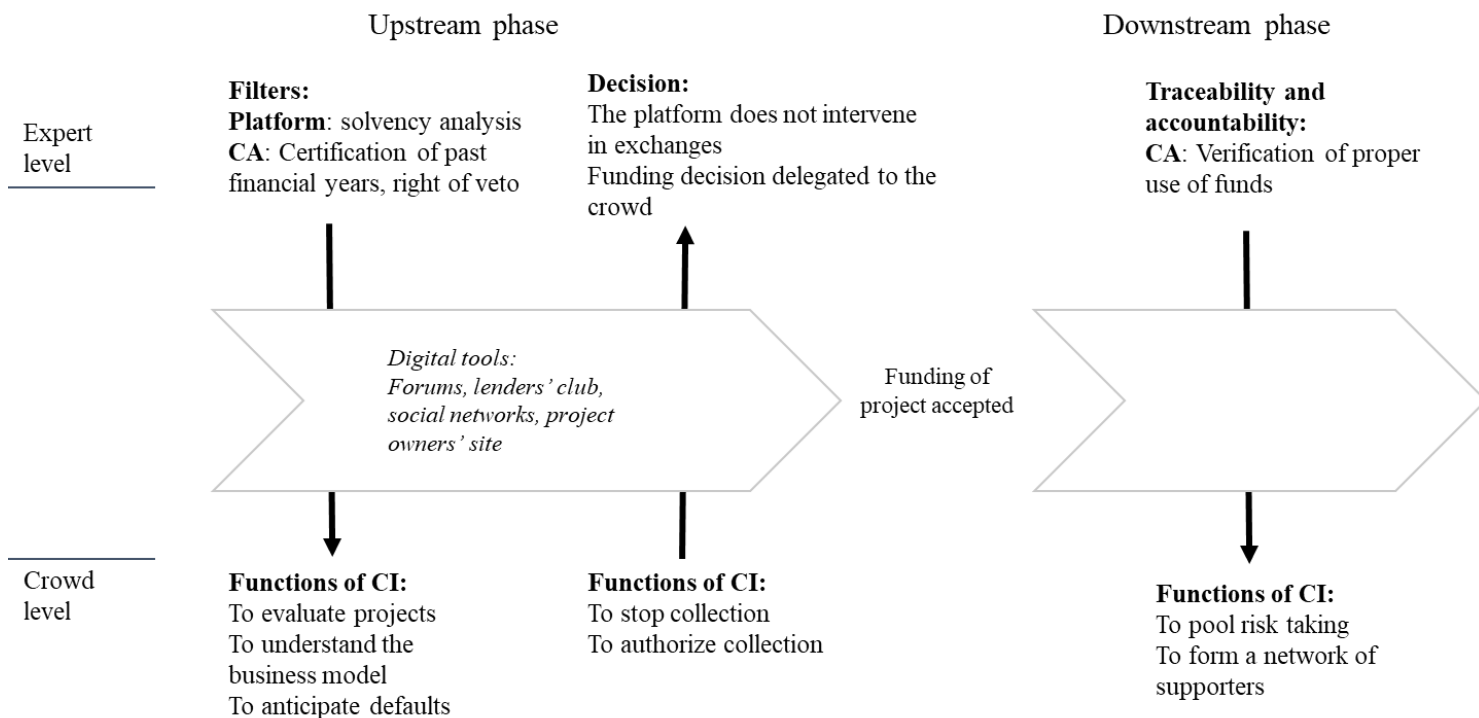 Upstream phase
Downstream phase
Expert
level
Filters:
Platform: solvency analysis
CA: Certification of past
financial years, right of veto
Decision:
The platform does not intervene
in exchanges
Funding decision delegated to the
crowd
Traceability and
accountability:
CA: Verification of proper
use of funds
Digital tools:
Forums, lenders’ club,
social networks, project
owners’ site
Funding of
project accepted
Crowd
level
Functions of CI:
To evaluate projects
To understand the
business model
To anticipate defaults
Functions of CI:
To stop collection
To authorize collection
Functions of CI:
To pool risk taking
To form a network of
supporters